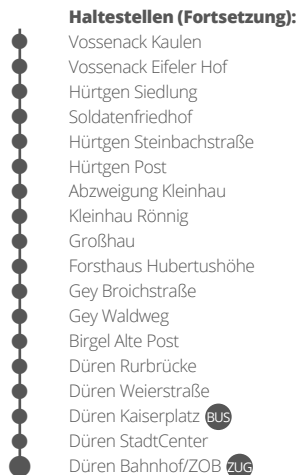 Haltestellen (Fortsetzung):
Vossenack Kaulen
Vossenack Eifeler Hof
Hürtgen Siedlung
Soldatenfriedhof
Hürtgen Steinbachstraße
Hürtgen Post
Abzweigung Kleinhau
Kleinhau Rönnig
Großhau
Forsthaus Hubertushöhe
Gey Broichstraße
Gey Waldweg
Birgel Alte Post
Düren Rurbrücke
Düren Weierstraße
Düren Kaiserplatz BUS
Düren StadtCenter
Düren Bahnhof/ZOB ZUG